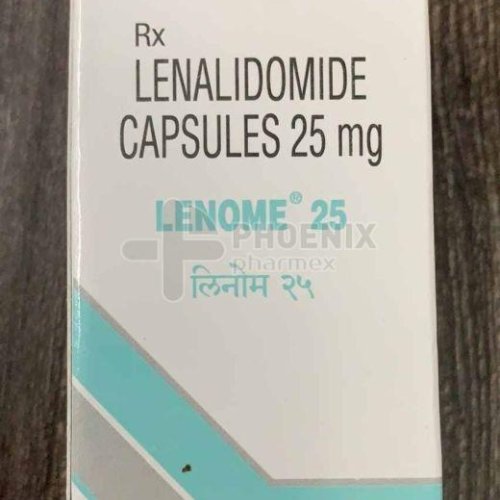 Rx
LENALIDOMIDE
CAPSULES 25 mg
LENOME® 25
PHOENIX
pharmex
लिनोम २५